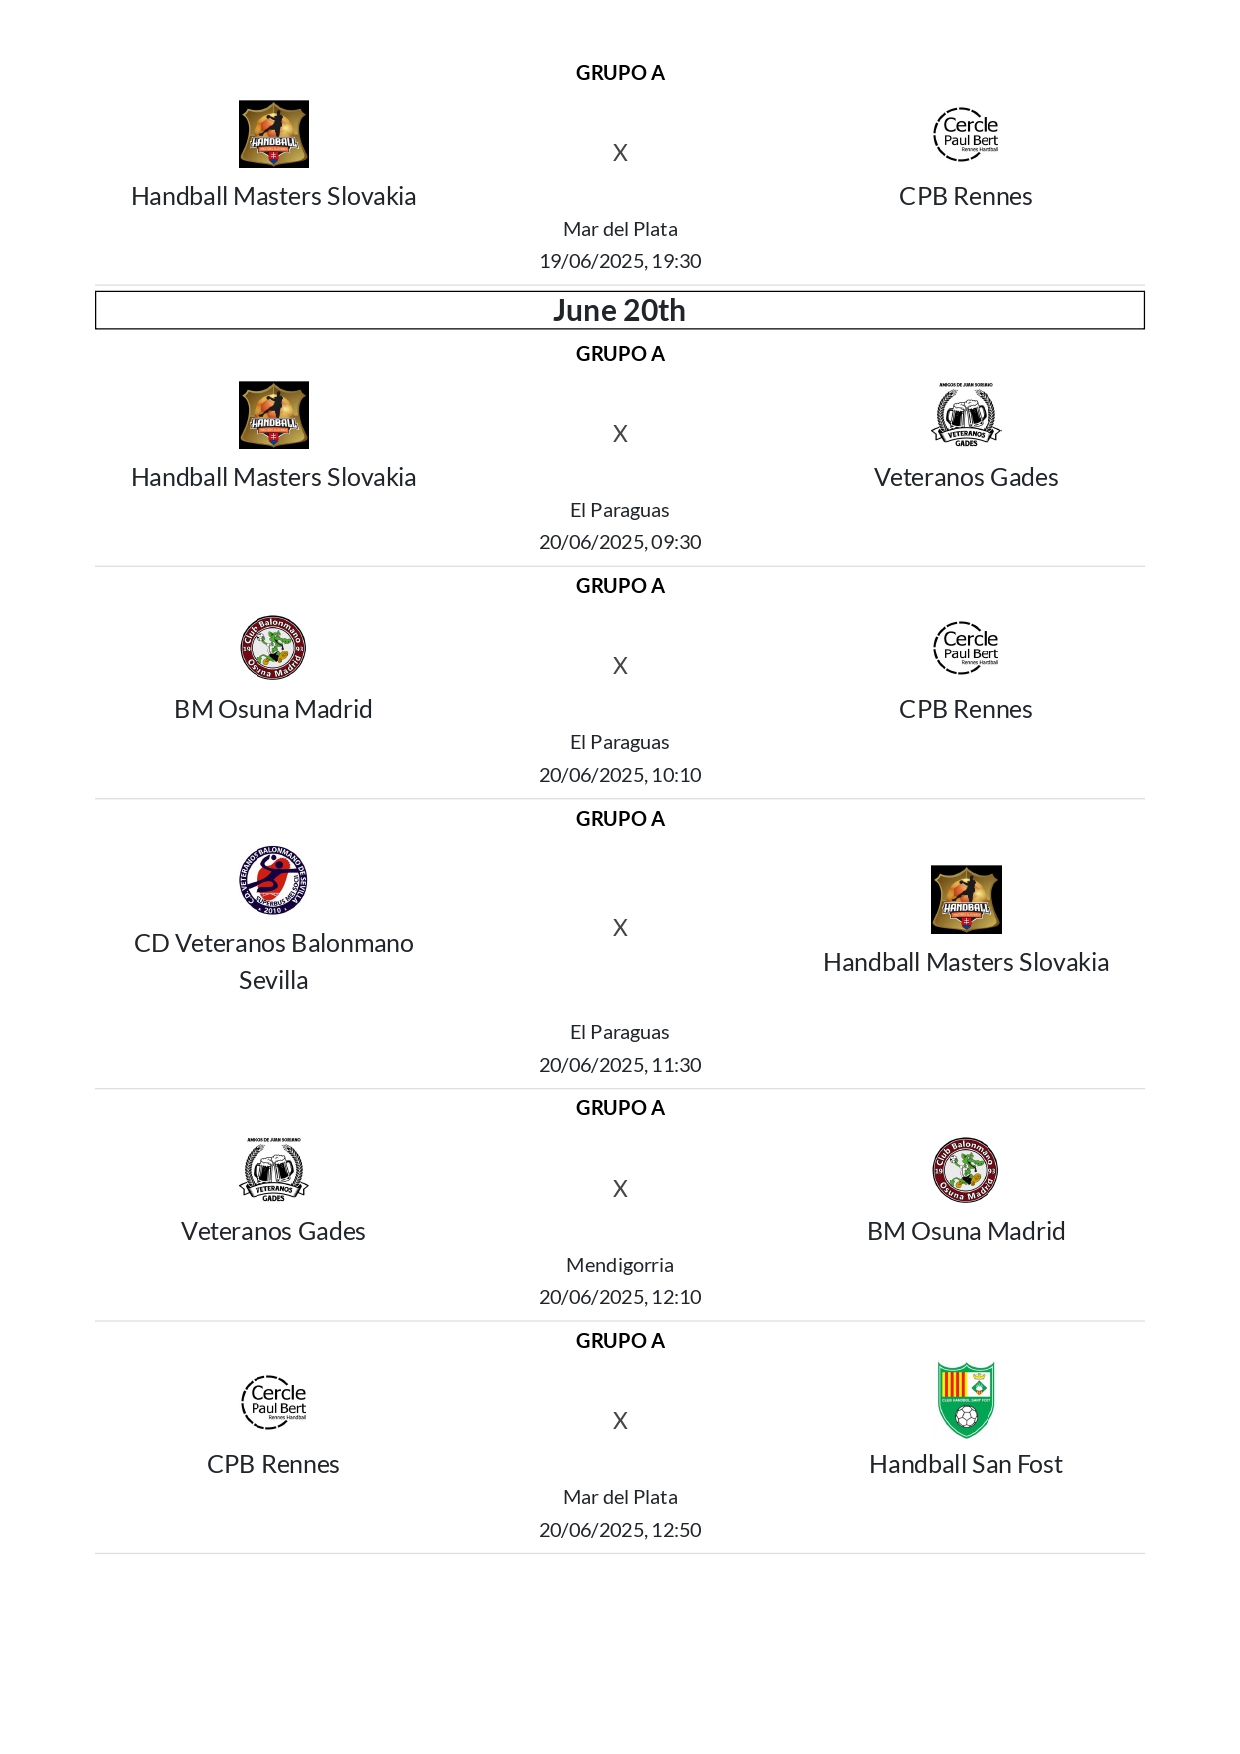 GRUPO A
HANDBALL
X
Cercle
Paul Bert
Rennes Handball
Handball Masters Slovakia
CPB Rennes
Mar del Plata
19/06/2025, 19:30
June 20th
GRUPO A
HANDBALL
X
AMIGOS DE JUAN SORIANO
VETERANOS
GADES
Handball Masters Slovakia
Veteranos Gades
El Paraguas
20/06/2025, 09:30
GRUPO A
Club Balonmano
19 93
Osuna Madrid
X
Cercle
Paul Bert
Rennes Handball
BM Osuna Madrid
CPB Rennes
El Paraguas
20/06/2025, 10:10
GRUPO A
C.D. VETERANOS BALONMANO DE SEVILLA
2010
X
HANDBALL
CD Veteranos Balonmano
Sevilla
Handball Masters Slovakia
El Paraguas
20/06/2025, 11:30
GRUPO A
AMIGOS DE JUAN SORIANO
VETERANOS
GADES
X
Club Balonmano
19 93
Osuna Madrid
Veteranos Gades
BM Osuna Madrid
Mendigorria
20/06/2025, 12:10
GRUPO A
Cercle
Paul Bert
Rennes Handball
X
CLUB HANDBOL SANT FOST
CPB Rennes
Handball San Fost
Mar del Plata
20/06/2025, 12:50